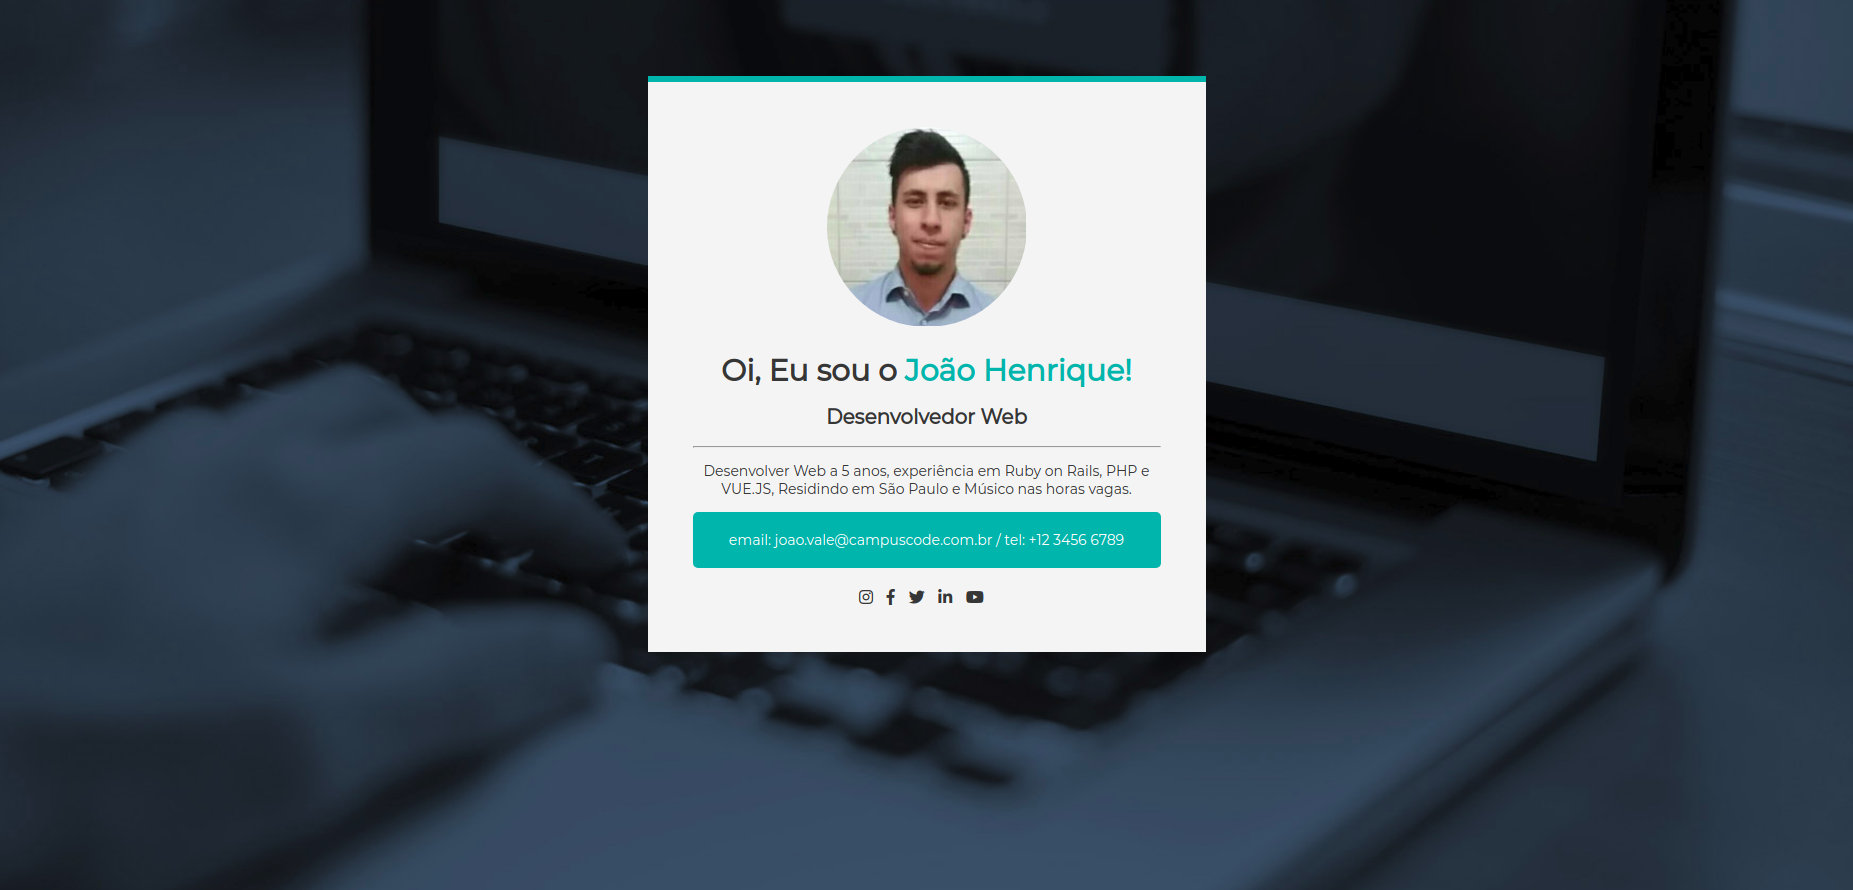 Oi, Eu sou o João Henrique!
Desenvolvedor Web
Desenvolver Web a 5 anos, experiência em Ruby on Rails, PHP e
VUE.JS, Residindo em São Paulo e Músico nas horas vagas.
email: joao.vale@campuscode.com.br / tel: +12 3456 6789